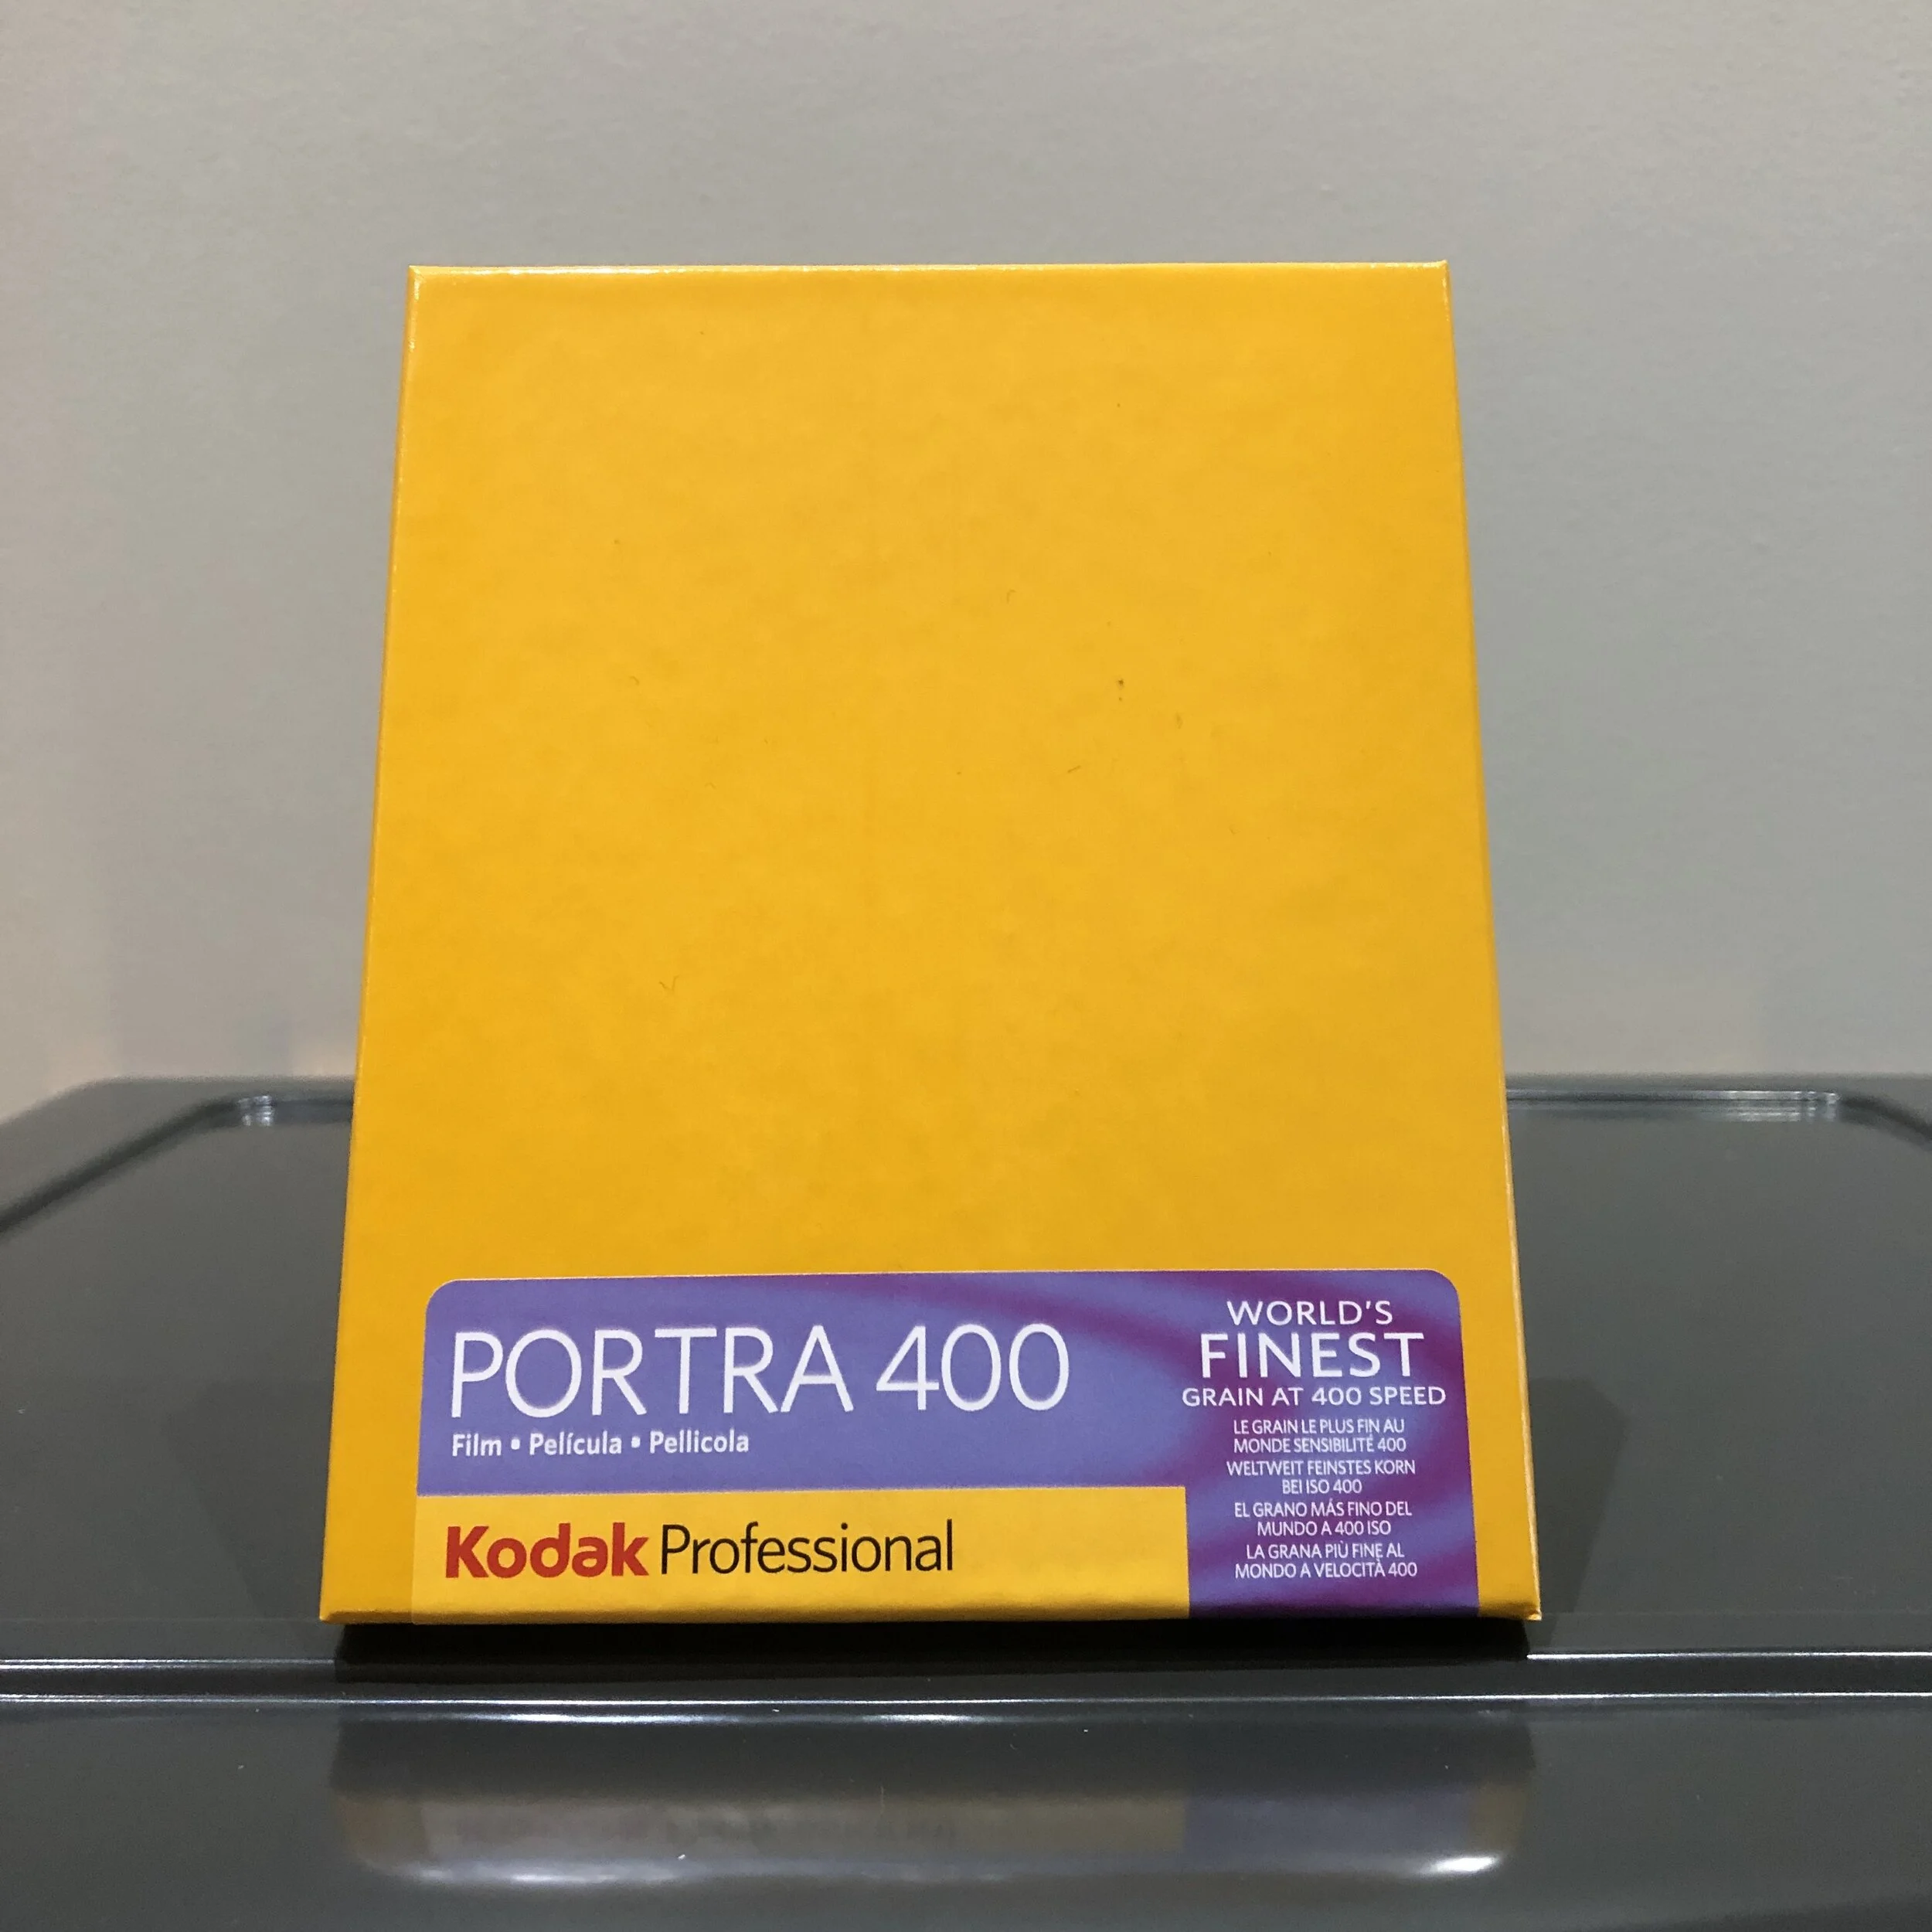 PORTRA 400
Film • Película • Pellicola
Kodak Professional
WORLD'S
FINEST
GRAIN AT 400 SPEED
LE GRAIN LE PLUS FIN AU
MONDE SENSIBILITÉ 400
WELTWEIT FEINSTES KORN
BEI ISO 400
EL GRANO MÁS FINO DEL
MUNDO A 400 ISO
LA GRANA PIÙ FINE AL
MONDO A VELOCITÀ 400